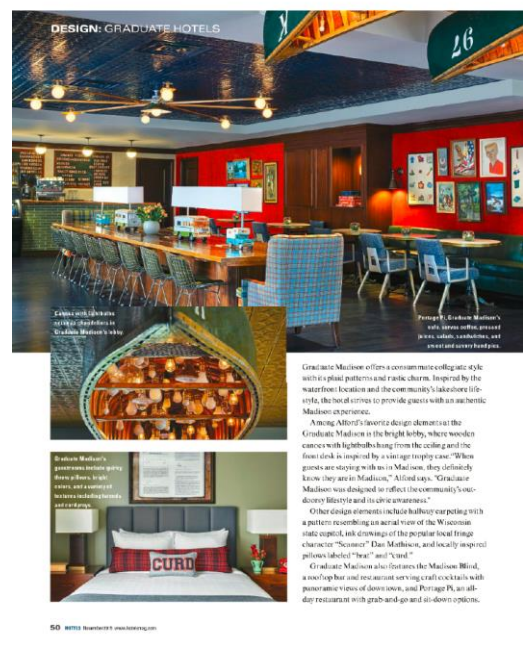 DESIGN: GRADUATE HOTELS
K
97
Canoes with lightbulbs
serve as chandeliers in
Graduate Madison's lobby.
Portage Pi, Graduate Madison's
cafe, serves coffee, pressed
juices, salads, sandwiches, and
sweet and savory hand pies.
Graduate Madison offers a consummate collegiate style
with its plaid patterns and rustic charm. Inspired by the
waterfront location and the community's lakeshore life-
style, the hotel strives to provide guests with an authentic
Madison experience.
Among Alford's favorite design elements at the
Graduate Madison is the bright lobby, where wooden
canoes with lightbulbs hang from the ceiling and the
front desk is inspired by a vintage trophy case. "When
guests are staying with us in Madison, they definitely
know they are in Madison," Alford says. "Graduate
Madison was designed to reflect the community's out-
doorsy lifestyle and its civic awareness."
Other design elements include hallway carpeting with
a pattern resembling an aerial view of the Wisconsin
state capitol, ink drawings of the popular local fringe
character "Scanner" Dan Mathison, and locally inspired
pillows labeled "brat" and "curd."
Graduate Madison also features the Madison Blind,
a rooftop bar and restaurant serving craft cocktails with
panoramic views of downtown, and Portage Pi, an all-
day restaurant with grab-and-go and sit-down options.
Graduate Madison's
guestrooms include quirky
throw pillows, bright
colors, and a variety of
textures including tweeds
and corduroys.
CURD
50 HOTELS